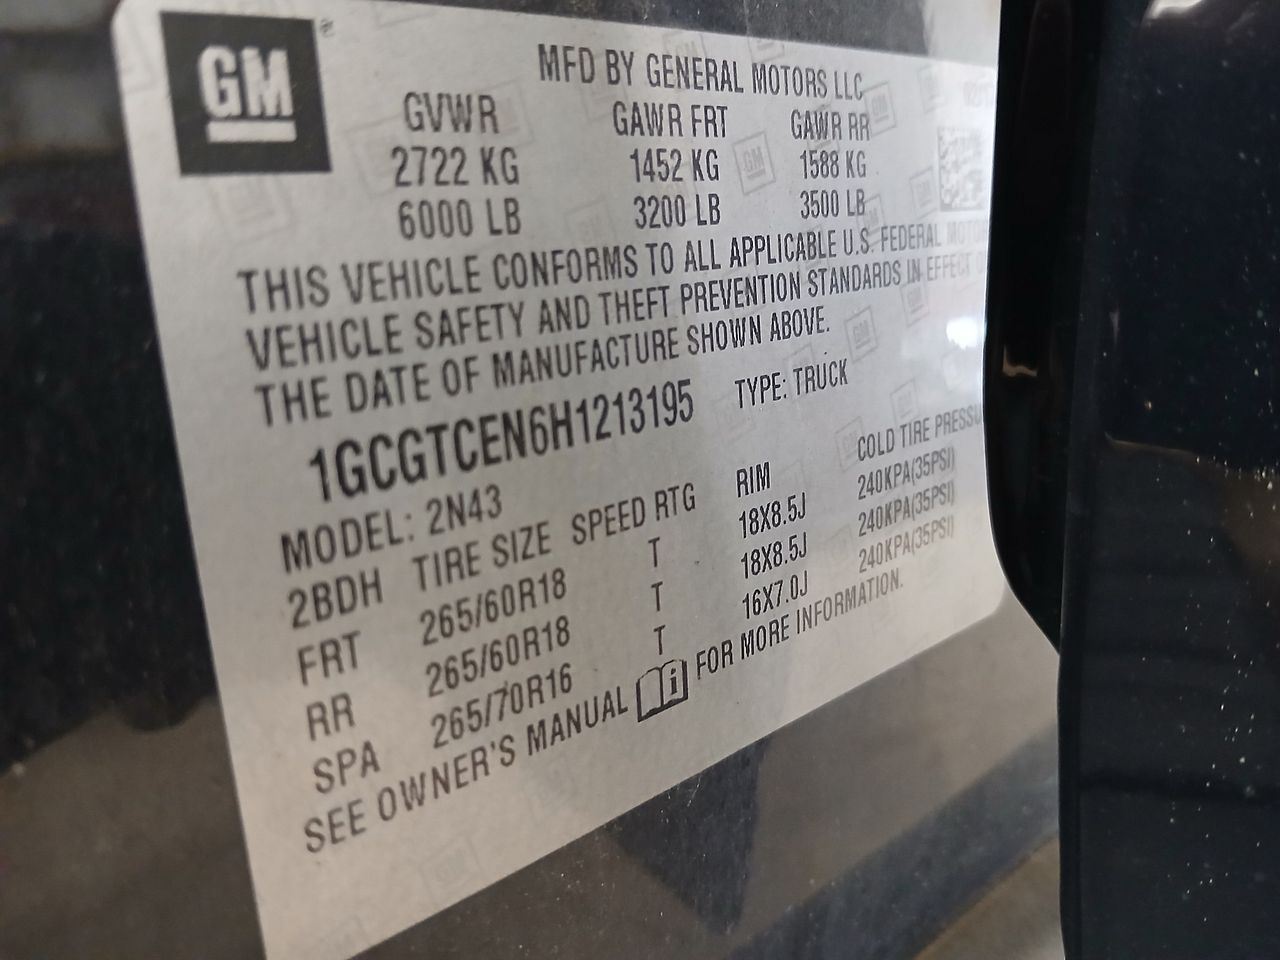 GM
MFD BY GENERAL MOTORS LLC
GVWR GAWR FRT GAWR RR
2722 KG 1452 KG 1588 KG
6000 LB 3200 LB 3500 LB
THIS VEHICLE CONFORMS TO ALL APPLICABLE U.S. FEDERAL MOTOR
VEHICLE SAFETY AND THEFT PREVENTION STANDARDS IN EFFECT
THE DATE OF MANUFACTURE SHOWN ABOVE.
1GCGTCEN6H1213195 TYPE: TRUCK
MODEL: 2N43
2BDH TIRE SIZE SPEED RTG RIM COLD TIRE PRESSU
FRT 265/60R18 T 18X8.5J 240KPA(35PSI)
RR 265/60R18 T 18X8.5J 240KPA(35PSI)
SPA 265/70R16 T 16X7.0J 240KPA(35PSI)
SEE OWNER'S MANUAL FOR MORE INFORMATION.